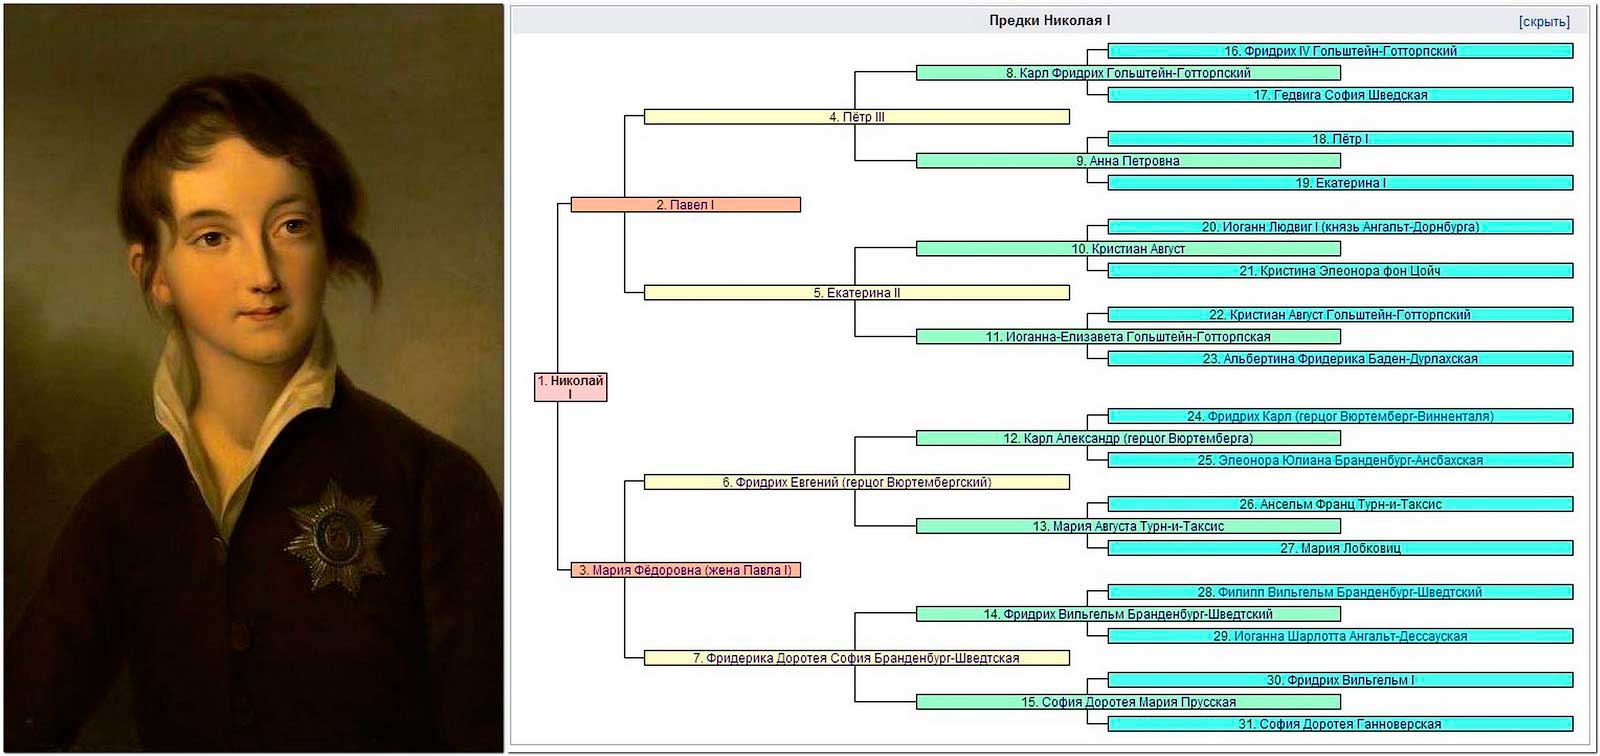 Предки Николая I
[скрыть]
16. Фридрих IV Гольштейн-Готторпский
8. Карл Фридрих Гольштейн-Готторпский
17. Гедвига София Шведская
4. Пётр III
18. Пётр I
9. Анна Петровна
19. Екатерина I
2. Павел I
20. Иоганн Людвиг I (князь Ангальт-Дорнбурга)
10. Кристиан Август
21. Кристина Элеонора фон Цойч
5. Екатерина II
22. Кристиан Август Гольштейн-Готторпский
11. Иоганна-Елизавета Гольштейн-Готторпская
23. Альбертина Фридерика Баден-Дурлахская
1. Николай
I
24. Фридрих Карл (герцог Вюртемберг-Винненталя)
12. Карл Александр (герцог Вюртемберга)
25. Элеонора Юлиана Бранденбург-Ансбахская
6. Фридрих Евгений (герцог Вюртембергский)
26. Ансельм Франц Турн-и-Таксис
13. Мария Августа Турн-и-Таксис
27. Мария Лобковиц
3. Мария Фёдоровна (жена Павла I)
28. Филипп Вильгельм Бранденбург-Шведтский
14. Фридрих Вильгельм Бранденбург-Шведтский
29. Иоганна Шарлотта Ангальт-Дессауская
7. Фридерика Доротея София Бранденбург-Шведтская
30. Фридрих Вильгельм I
15. София Доротея Мария Прусская
31. София Доротея Ганноверская